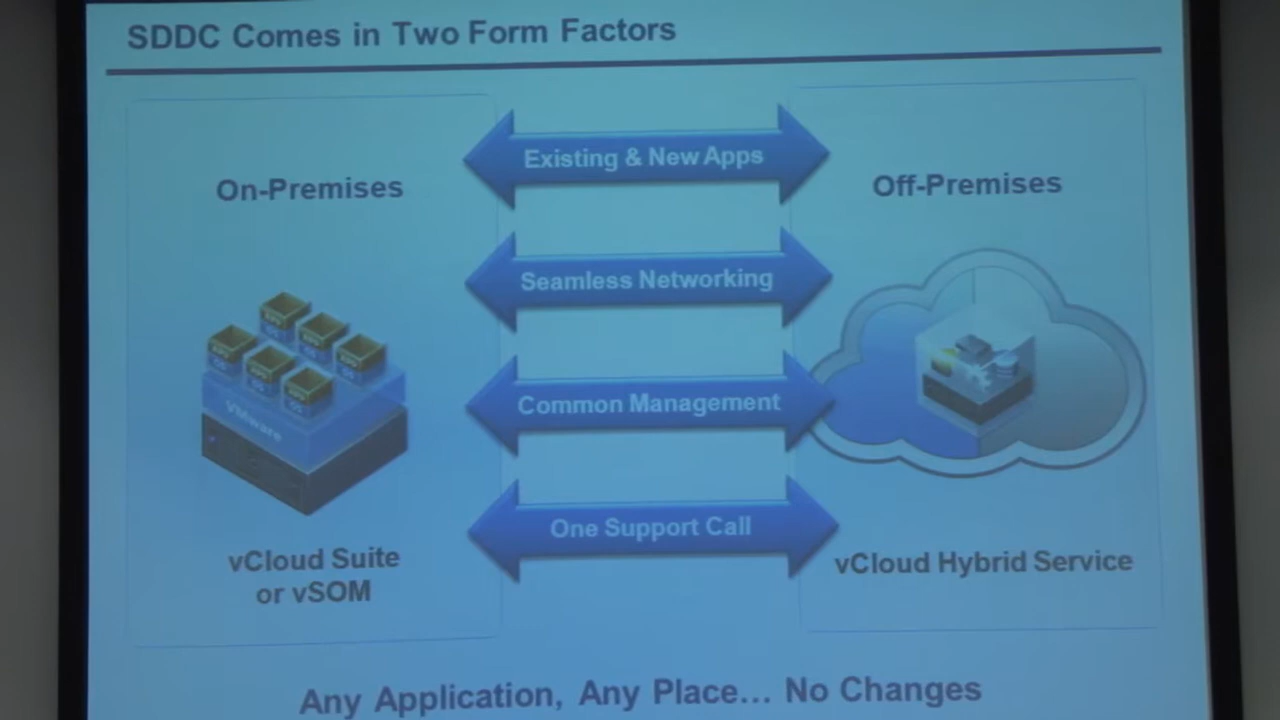 SDDC Comes in Two Form Factors
On-Premises
Existing & New Apps
Off-Premises
Seamless Networking
Common Management
One Support Call
VMware
vCloud Suite
or vSOM
vCloud Hybrid Service
Any Application, Any Place... No Changes